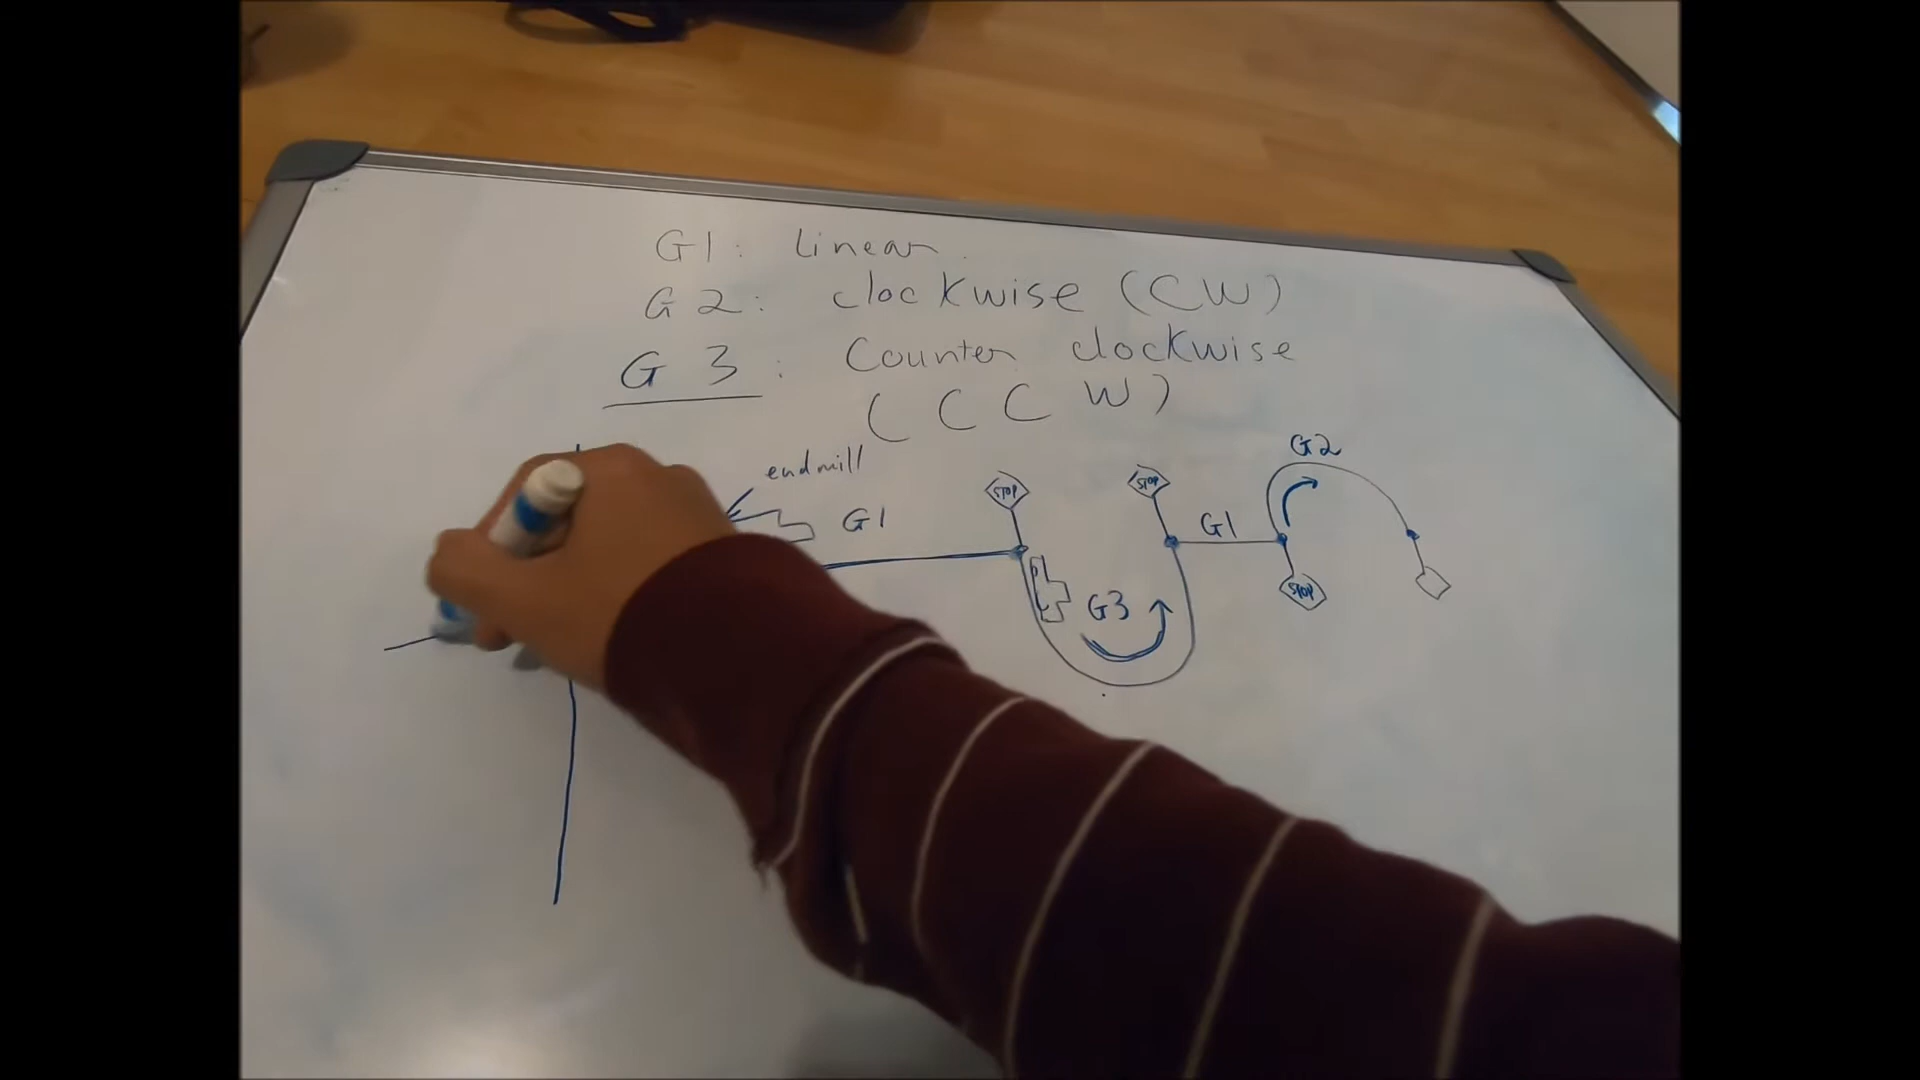 G1: Linear
G2: clockwise (CW)
G3: Counter clockwise
(CCW)
endmill
G1
STOP
G3
STOP
G1
G2
STOP